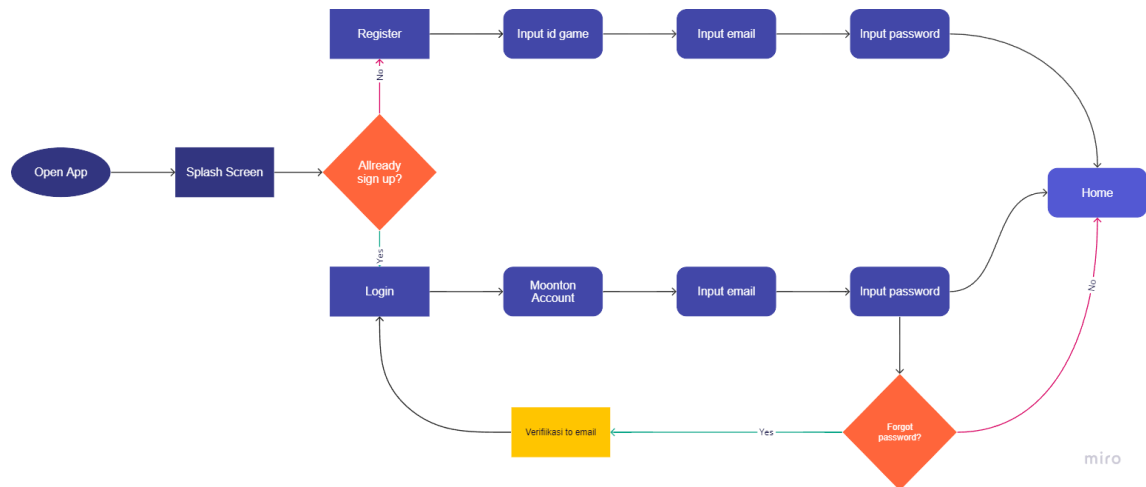 Register
Input id game
Input email
Input password
No
Open App
Splash Screen
Allready
sign up?
Home
Yes
Login
Moonton
Account
Input email
Input password
No
Verifiikasi to email
Yes
Forgot
password?
miro